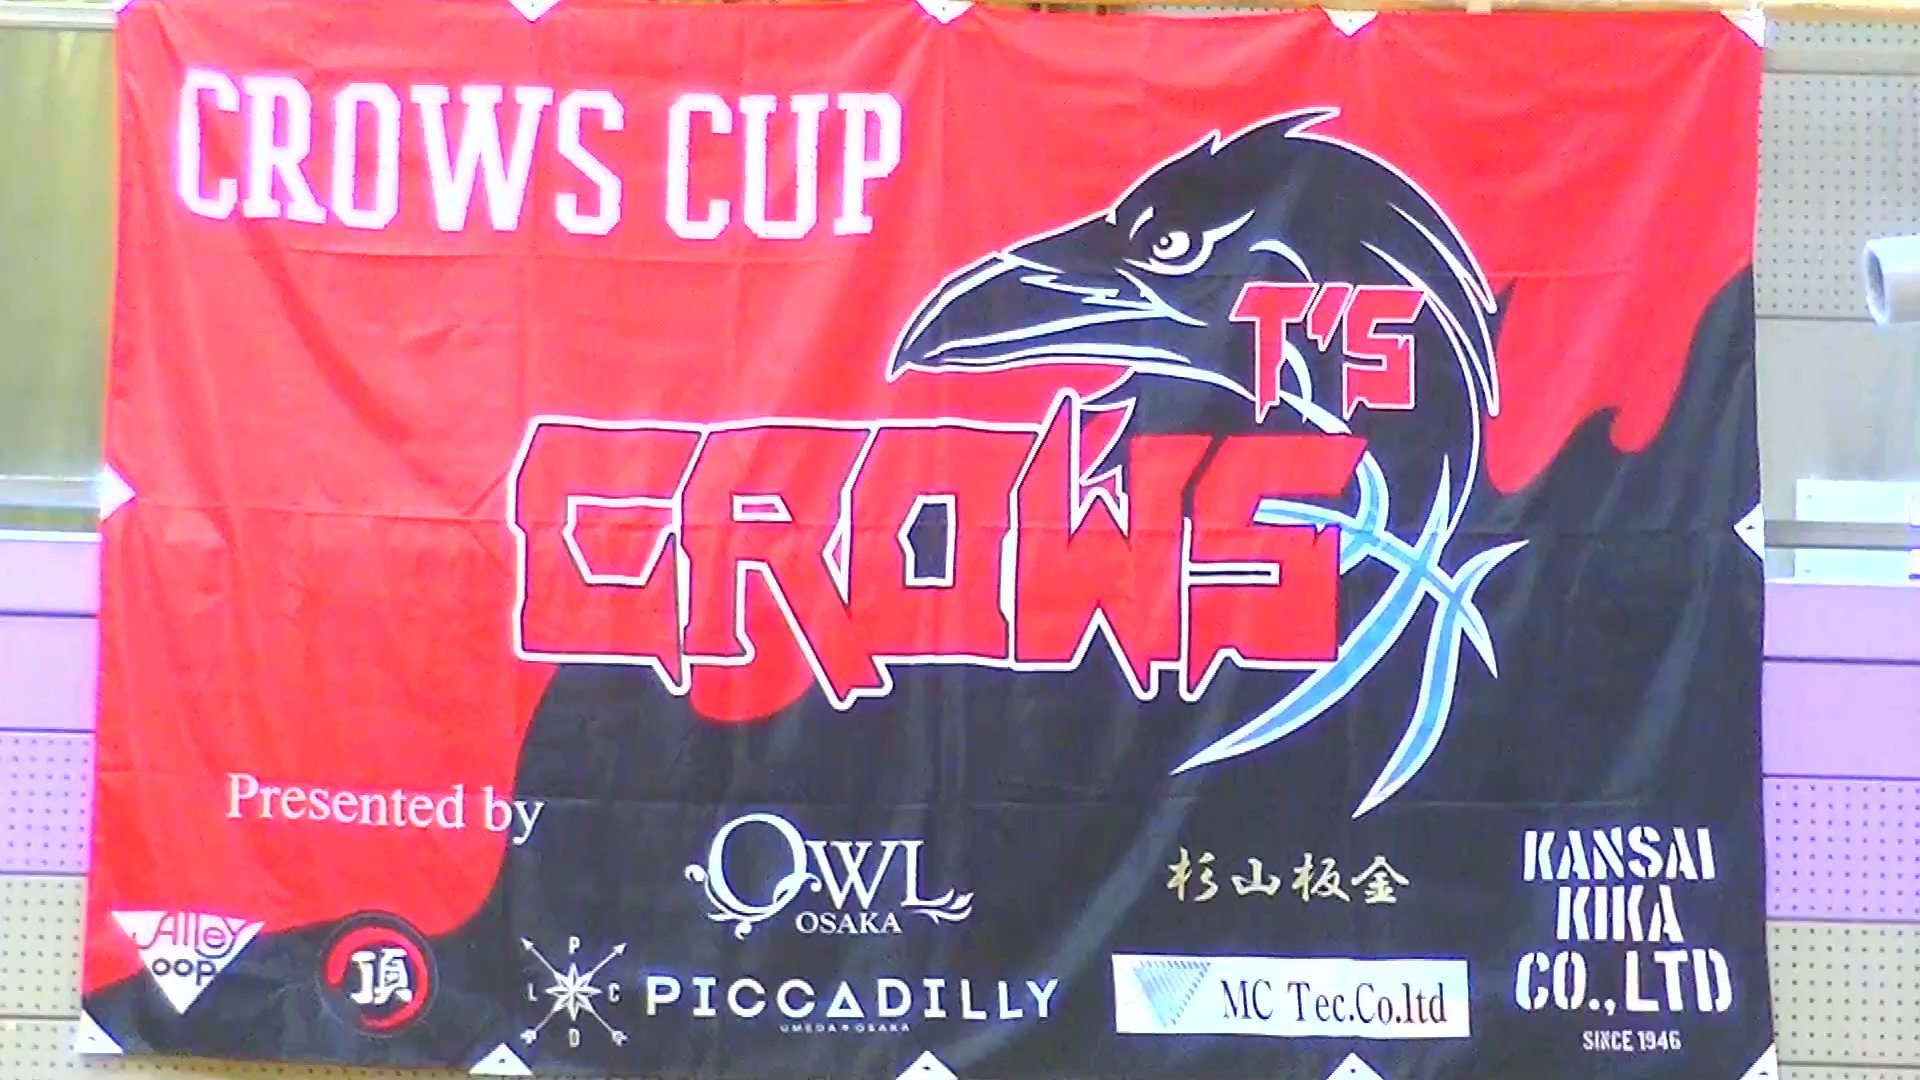 CROWS CUP
T'S
CROWS
Presented by
OWL
OSAKA
杉山板金
KANSAI
KIKA
CO.,LTD
SINCE 1946
Alley
oop
頂
P
L C
D
PICCADILLY
UMEDA OSAKA
MC Tec.Co.ltd